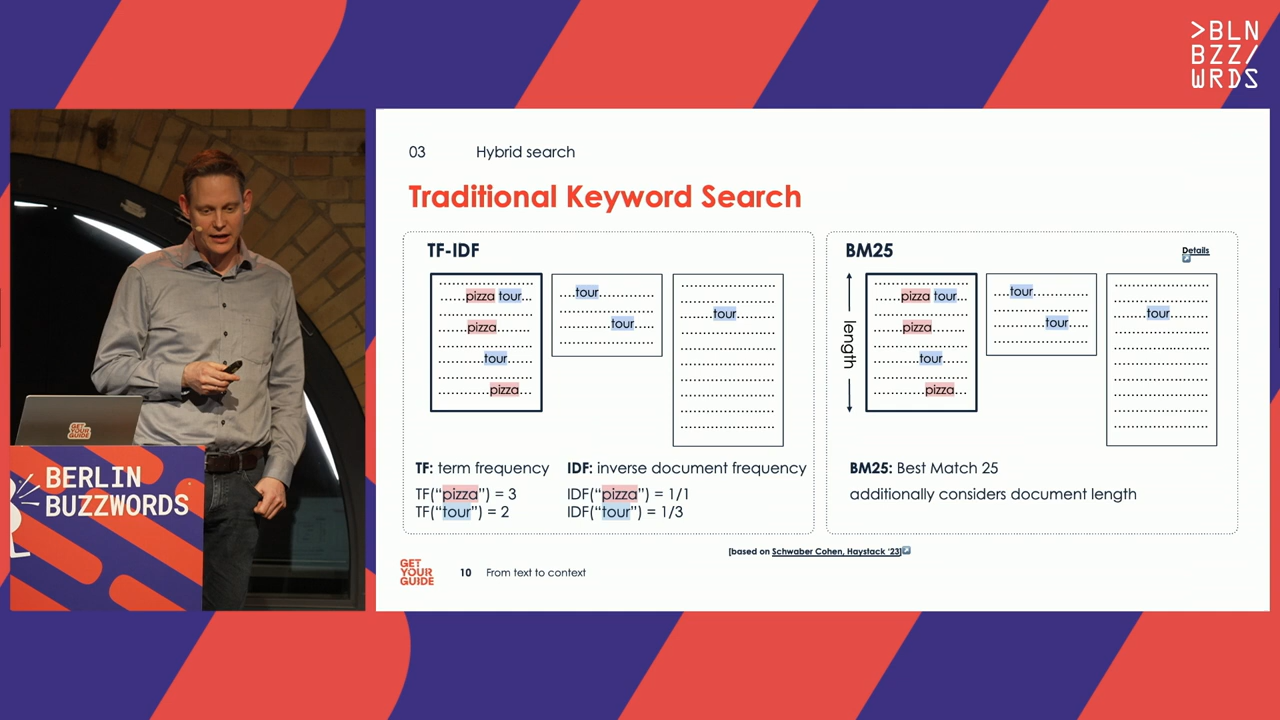 >BLN
BZZ/
WRDS
03 Hybrid search
Traditional Keyword Search
TF-IDF
......pizza tour...
pizza
tour
pizza
tour
tour
tour
TF: term frequency
TF("pizza") = 3
TF("tour") = 2
IDF: inverse document frequency
IDF("pizza") = 1/1
IDF("tour") = 1/3
BM25
Details
length
pizza tour
pizza
tour
pizza
tour
tour
tour
BM25: Best Match 25
additionally considers document length
[based on Schwaber Cohen, Haystack '23]
GET
YOUR
GUIDE
10 From text to context
GET
YOUR
GUIDE
BERLIN
BUZZWORDS